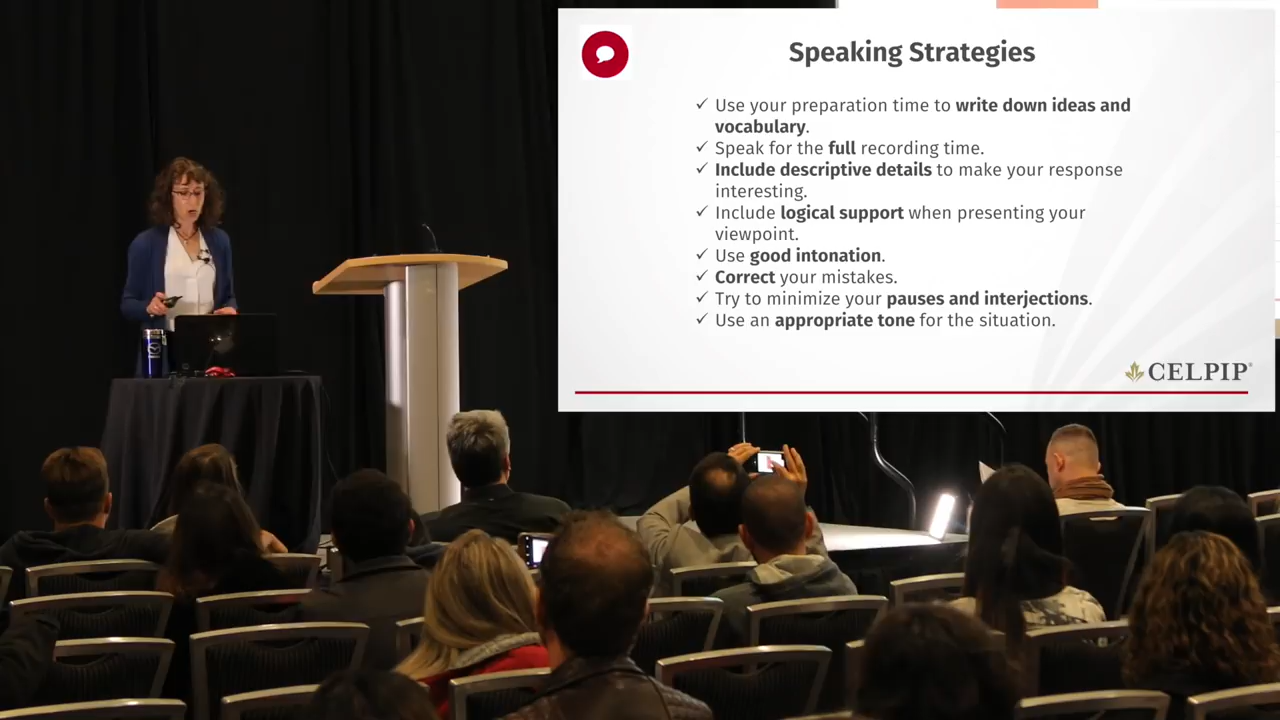 Speaking Strategies
✓ Use your preparation time to write down ideas and
vocabulary.
✓ Speak for the full recording time.
✓ Include descriptive details to make your response
interesting.
✓ Include logical support when presenting your
viewpoint.
✓ Use good intonation.
✓ Correct your mistakes.
✓ Try to minimize your pauses and interjections.
✓ Use an appropriate tone for the situation.
CELPIP®